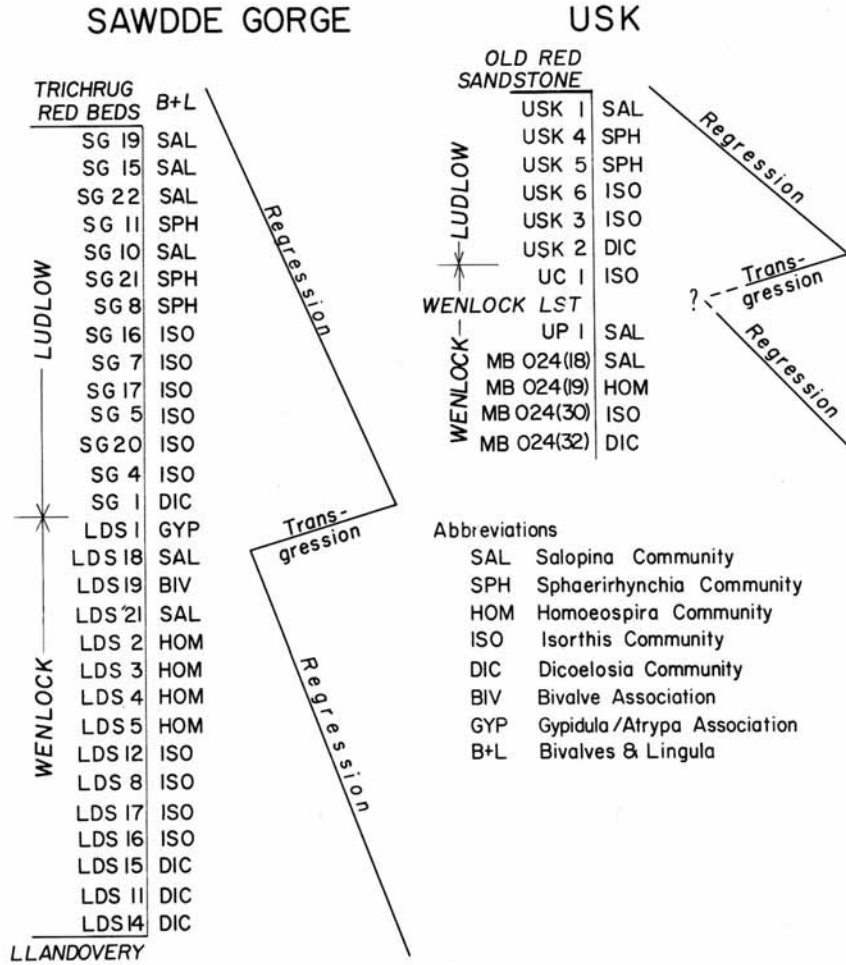 SAWDDE GORGE
TRICHRUG
RED BEDS B+L
SG 19 SAL
SG 15 SAL
SG 22 SAL
SG 11 SPH
SG 10 SAL
SG 21 SPH
SG 8 SPH
SG 16 ISO
SG 7 ISO
SG 17 ISO
SG 5 ISO
SG 20 ISO
SG 4 ISO
SG 1 DIC
LDS 1 GYP
LDS 18 SAL
LDS 19 BIV
LDS 21 SAL
LDS 2 HOM
LDS 3 HOM
LDS 4 HOM
LDS 5 HOM
LDS 12 ISO
LDS 8 ISO
LDS 17 ISO
LDS 16 ISO
LDS 15 DIC
LDS 11 DIC
LDS 14 DIC
LLANDOVERY
LUDLOW
WENLOCK
Regression
Trans-
gression
Regression
USK
OLD RED
SANDSTONE
USK 1 SAL
USK 4 SPH
USK 5 SPH
USK 6 ISO
USK 3 ISO
USK 2 DIC
UC 1 ISO
WENLOCK LST
UP 1 SAL
MB 024(18) SAL
MB 024(19) HOM
MB 024(30) ISO
MB 024(32) DIC
LUDLOW
WENLOCK
Regression
Trans-
gression
?
Regression
Abbreviations
SAL Salopina Community
SPH Sphaerirhynchia Community
HOM Homoeospira Community
ISO Isorthis Community
DIC Dicoelosia Community
BIV Bivalve Association
GYP Gypidula/Atrypa Association
B+L Bivalves & Lingula